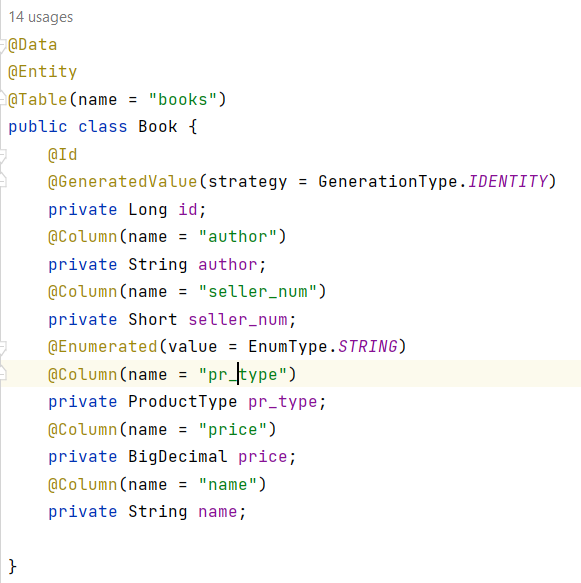 14 usages
@Data
@Entity
@Table(name = "books")
public class Book {
@Id
@GeneratedValue(strategy = GenerationType.IDENTITY)
private Long id;
@Column(name = "author")
private String author;
@Column(name = "seller_num")
private Short seller_num;
@Enumerated(value = EnumType.STRING)
@Column(name = "pr_type")
private ProductType pr_type;
@Column(name = "price")
private BigDecimal price;
@Column(name = "name")
private String name;
}